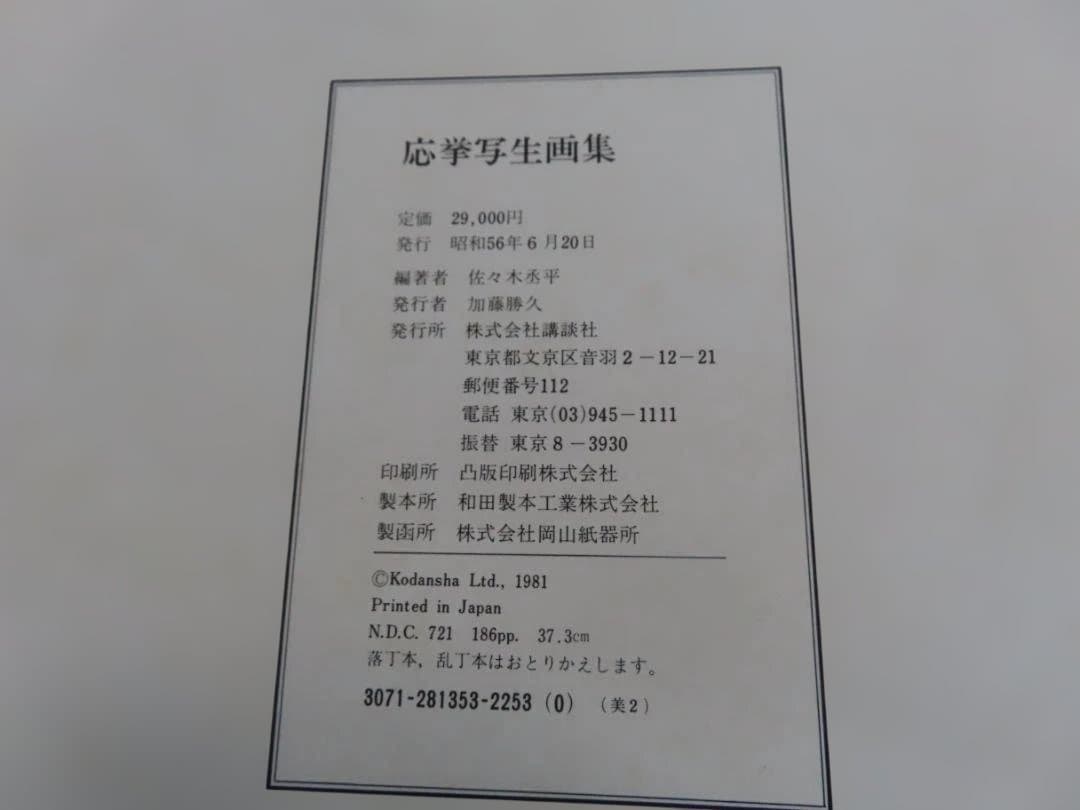 応挙写生画集
定価 29,000円
発行 昭和56年6月20日
編著者 佐々木丞平
発行者 加藤勝久
発行所 株式会社講談社
東京都文京区音羽2-12-21
郵便番号112
電話 東京(03)945-1111
振替 東京8-3930
印刷所 凸版印刷株式会社
製本所 和田製本工業株式会社
製函所 株式会社岡山紙器所
©Kodansha Ltd., 1981
Printed in Japan
N.D.C. 721 186pp. 37.3cm
落丁本，乱丁本はおとりかえします。
3071-281353-2253 (0) (美2)